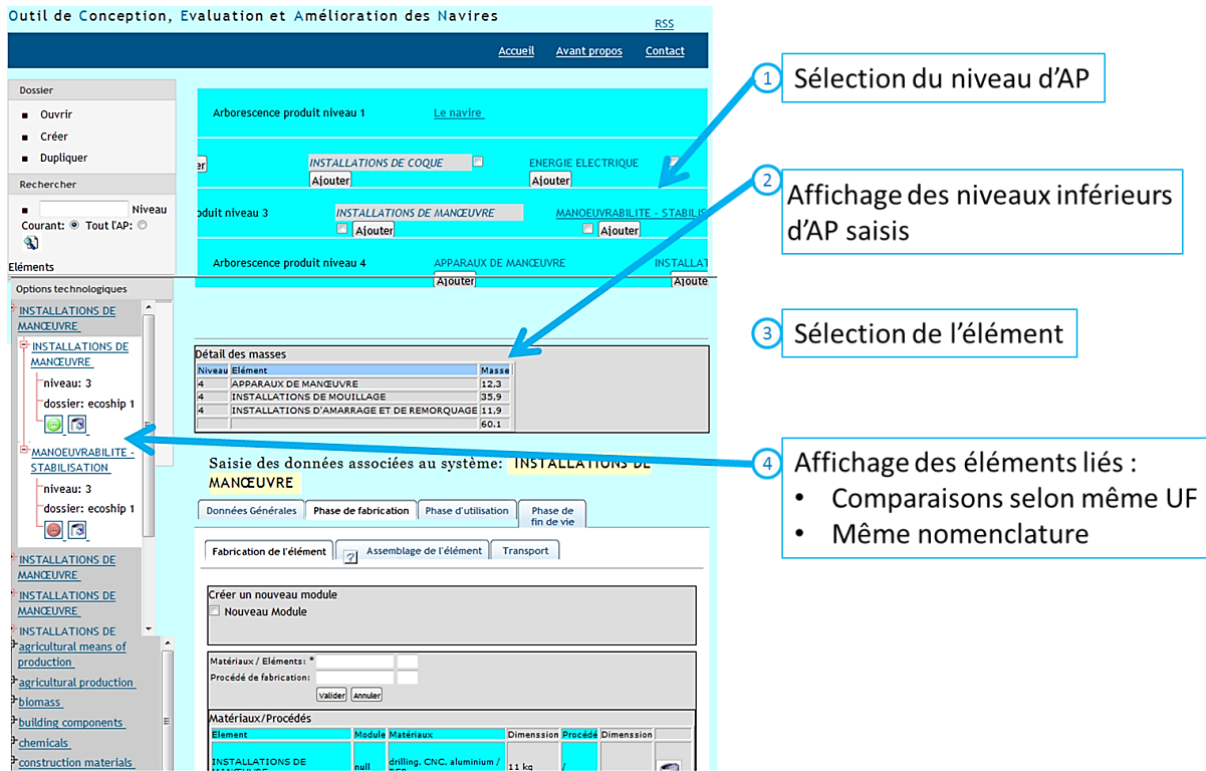 Outil de Conception, Evaluation et Amélioration des Navires
RSS
Accueil Avant propos Contact
Dossier
Ouvrir
Créer
Dupliquer
Rechercher
Niveau
Courant: Tout l'AP:
Eléments
Options technologiques
INSTALLATIONS DE
MANŒUVRE
INSTALLATIONS DE
MANŒUVRE
niveau: 3
dossier: ecoship 1
MANOEUVRABILITE -
STABILISATION
niveau: 3
dossier: ecoship 1
INSTALLATIONS DE
MANŒUVRE
INSTALLATIONS DE
MANŒUVRE
INSTALLATIONS DE
agricultural means of
production
agricultural production
biomass
building components
chemicals
construction materials
Arborescence produit niveau 1 Le navire
er INSTALLATIONS DE COQUE ENERGIE ELECTRIQUE
Ajouter Ajouter
oduit niveau 3 INSTALLATIONS DE MANŒUVRE MANOEUVRABILITE - STABILIS
Ajouter Ajouter
Arborescence produit niveau 4 APPARAUX DE MANŒUVRE INSTALLAT
Ajouter Ajoute
Détail des masses
Niveau Elément Masse
4 APPARAUX DE MANŒUVRE 12.3
4 INSTALLATIONS DE MOUILLAGE 35.9
4 INSTALLATIONS D'AMARRAGE ET DE REMORQUAGE 11.9
60.1
Saisie des données associées au système: INSTALLATIONS DE
MANŒUVRE
Données Générales Phase de fabrication Phase d'utilisation Phase de
fin de vie
Fabrication de l'élément ? Assemblage de l'élément Transport
Créer un nouveau module
Nouveau Module
Matériaux / Eléments: *
Procédé de fabrication:
Valider Annuler
Matériaux/Procédés
Element Module Matériaux Dimenssion Procédé Dimenssion
INSTALLATIONS DE null drilling, CNC, aluminium / 11 kg /
MANŒUVRE
1 Sélection du niveau d'AP
2 Affichage des niveaux inférieurs
d'AP saisis
3 Sélection de l'élément
4 Affichage des éléments liés :
• Comparaisons selon même UF
• Même nomenclature